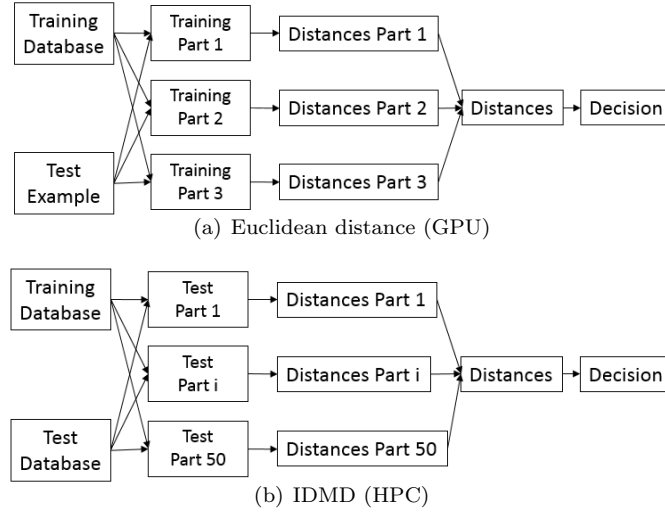 Training
Database
Training
Part 1
Distances Part 1
Training
Part 2
Distances Part 2
Distances
Decision
Test
Example
Training
Part 3
Distances Part 3
(a) Euclidean distance (GPU)
Training
Database
Test
Part 1
Distances Part 1
Test
Part i
Distances Part i
Distances
Decision
Test
Database
Test
Part 50
Distances Part 50
(b) IDMD (HPC)